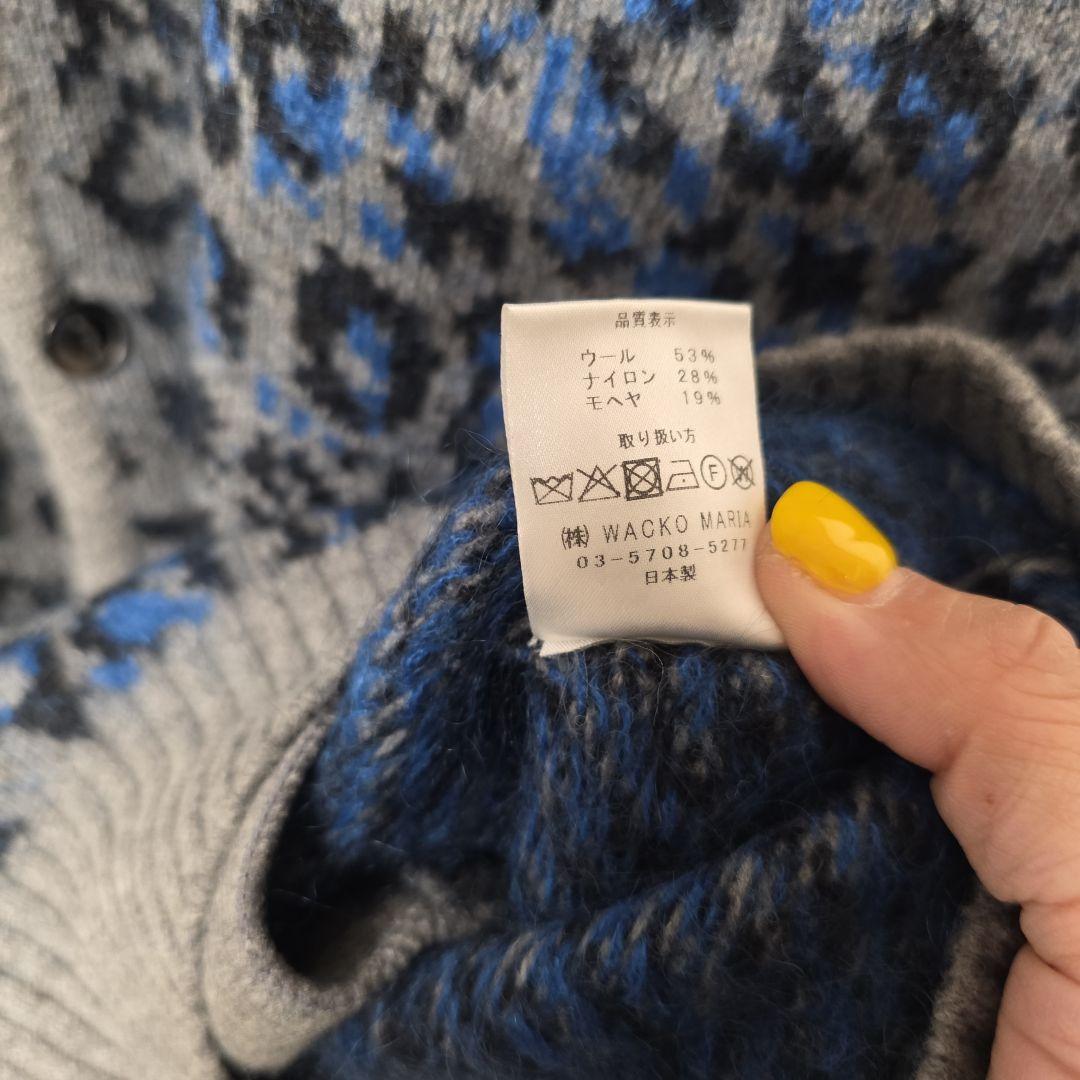 品質表示
ウール 53%
ナイロン 28%
モヘヤ 19%
取り扱い方
F
(株) WACKO MARIA
03-5708-5277
日本製